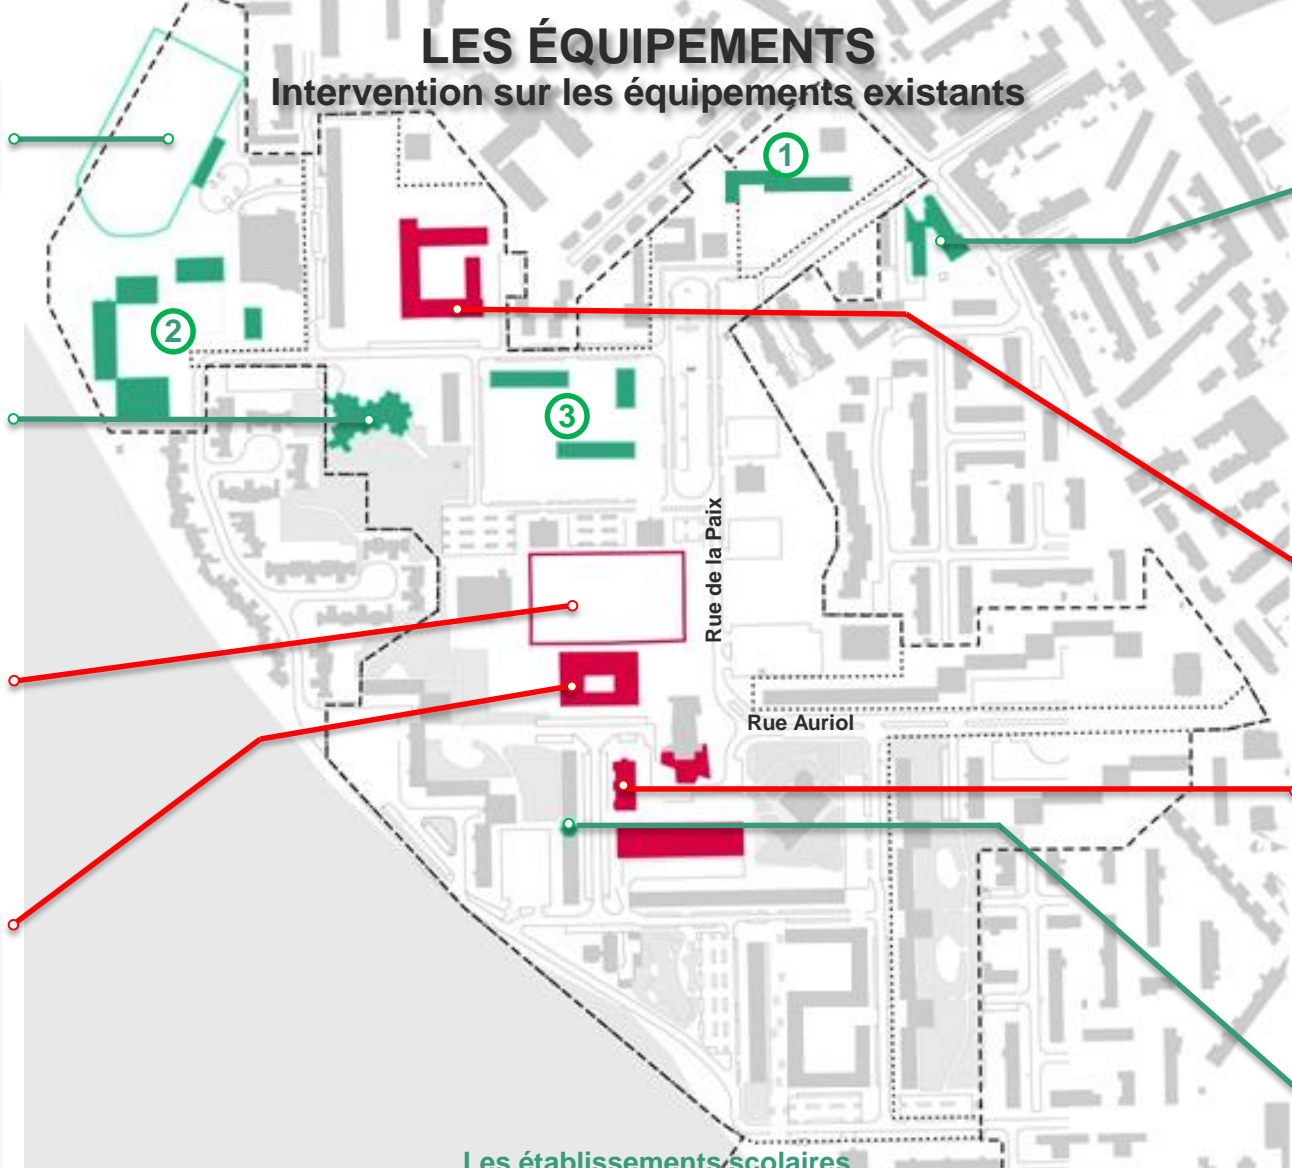 LES ÉQUIPEMENTS
Intervention sur les équipements existants
1
2
3
Rue de la Paix
Rue Auriol
Les établissements scolaires